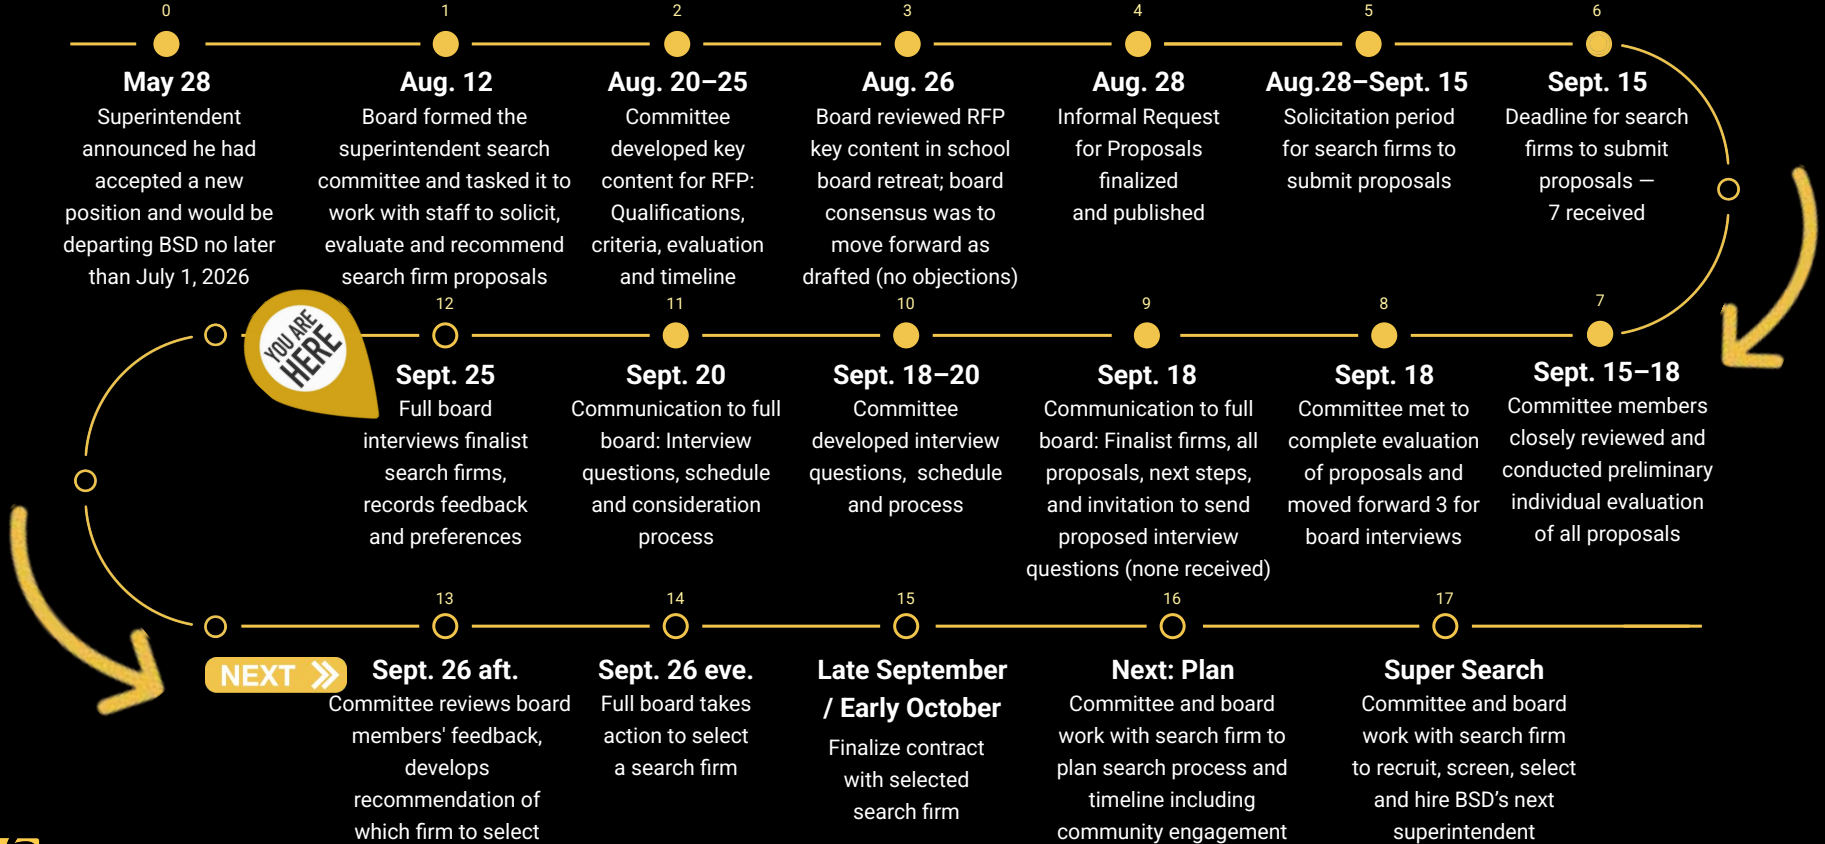 0
May 28
Superintendent
announced he had
accepted a new
position and would be
departing BSD no later
than July 1, 2026
1
Aug. 12
Board formed the
superintendent search
committee and tasked it to
work with staff to solicit,
evaluate and recommend
search firm proposals
2
Aug. 20–25
Committee
developed key
content for RFP:
Qualifications,
criteria, evaluation
and timeline
3
Aug. 26
Board reviewed RFP
key content in school
board retreat; board
consensus was to
move forward as
drafted (no objections)
4
Aug. 28
Informal Request
for Proposals
finalized
and published
5
Aug.28–Sept. 15
Solicitation period
for search firms to
submit proposals
6
Sept. 15
Deadline for search
firms to submit
proposals —
7 received
7
Sept. 15–18
Committee members
closely reviewed and
conducted preliminary
individual evaluation
of all proposals
8
Sept. 18
Committee met to
complete evaluation
of proposals and
moved forward 3 for
board interviews
9
Sept. 18
Communication to full
board: Finalist firms, all
proposals, next steps,
and invitation to send
proposed interview
questions (none received)
10
Sept. 18–20
Committee
developed interview
questions, schedule
and process
11
Sept. 20
Communication to full
board: Interview
questions, schedule
and consideration
process
12
Sept. 25
Full board
interviews finalist
search firms,
records feedback
and preferences
YOU ARE
HERE
NEXT
13
Sept. 26 aft.
Committee reviews board
members' feedback,
develops
recommendation of
which firm to select
14
Sept. 26 eve.
Full board takes
action to select
a search firm
15
Late September
/ Early October
Finalize contract
with selected
search firm
16
Next: Plan
Committee and board
work with search firm to
plan search process and
timeline including
community engagement
17
Super Search
Committee and board
work with search firm
to recruit, screen, select
and hire BSD’s next
superintendent